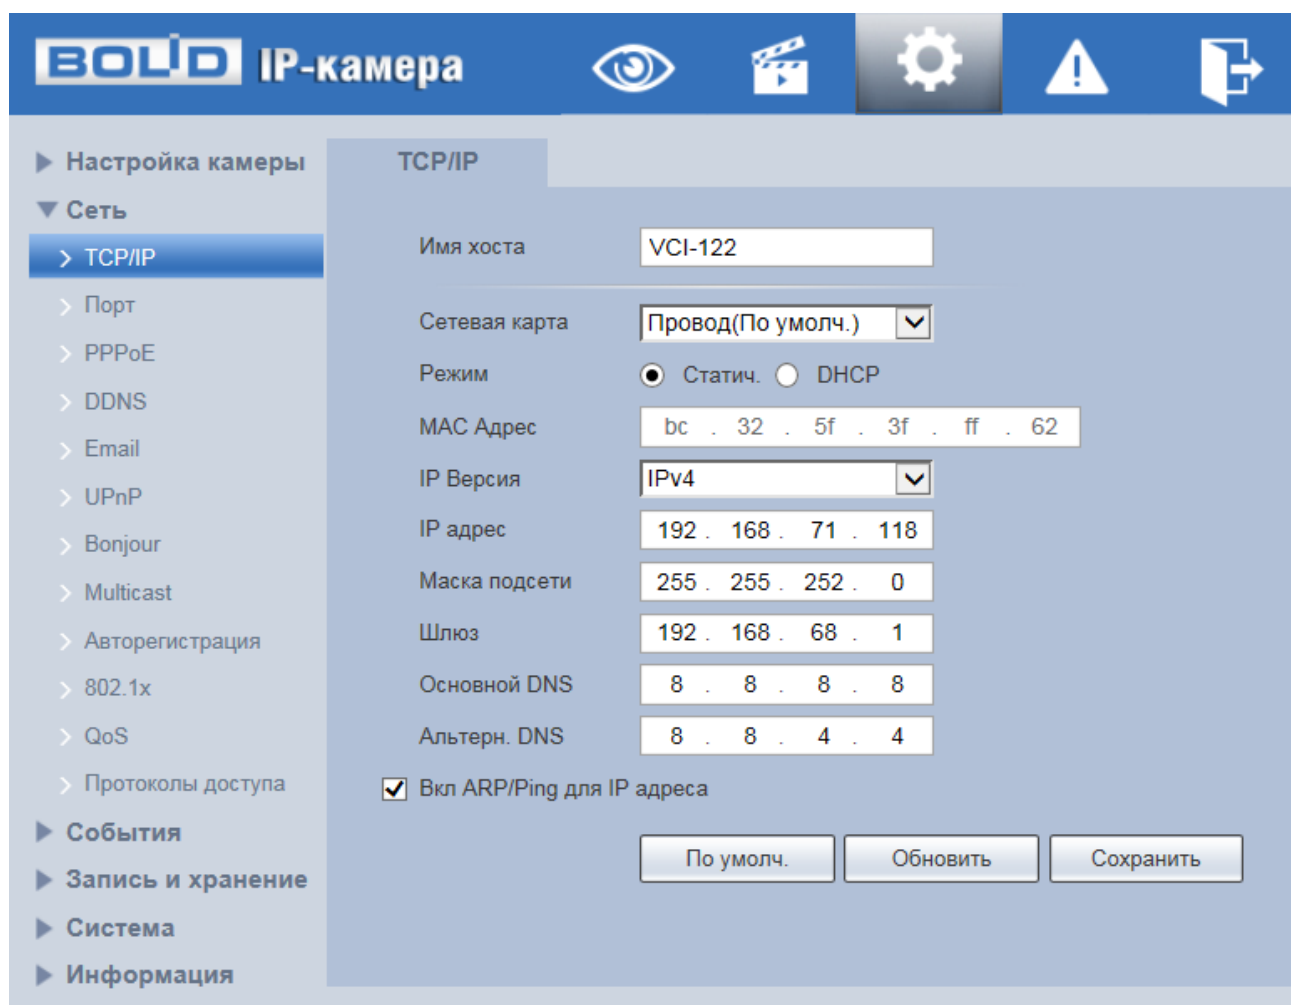 BOLID IP-камера
Настройка камеры
Сеть
TCP/IP
Порт
PPPoE
DDNS
Email
UPnP
Bonjour
Multicast
Авторегистрация
802.1x
QoS
Протоколы доступа
События
Запись и хранение
Система
Информация
TCP/IP
Имя хоста VCI-122
Сетевая карта Провод(По умолч.)
Режим Статич. DHCP
MAC Адрес bc . 32 . 5f . 3f . ff . 62
IP Версия IPv4
IP адрес 192 . 168 . 71 . 118
Маска подсети 255 . 255 . 252 . 0
Шлюз 192 . 168 . 68 . 1
Основной DNS 8 . 8 . 8 . 8
Альтерн. DNS 8 . 8 . 4 . 4
Вкл ARP/Ping для IP адреса
По умолч. Обновить Сохранить